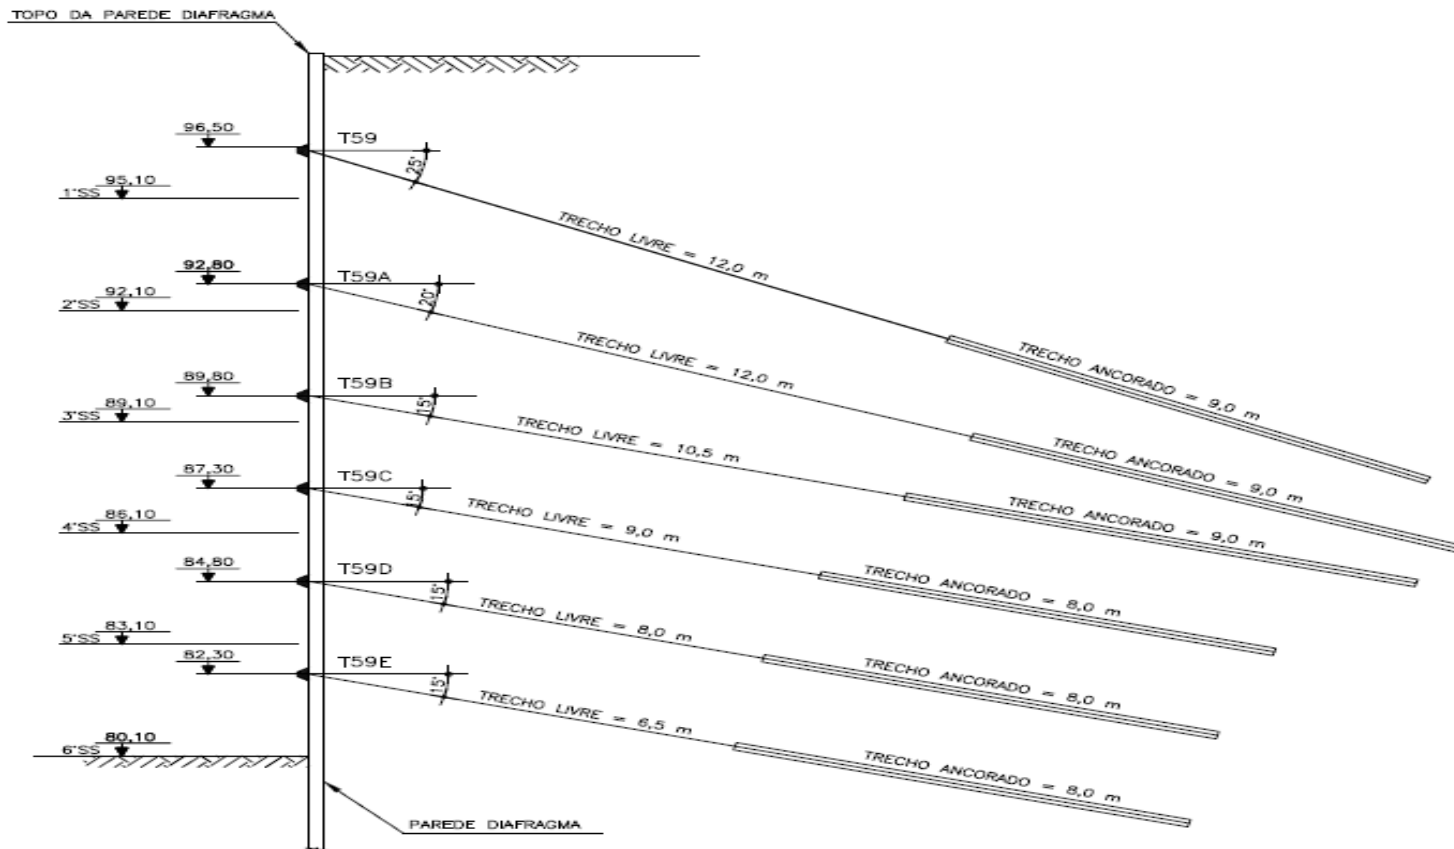 TOPO DA PAREDE DIAFRAGMA
96,50
T59
25'
95,10
1°SS
TRECHO LIVRE = 12,0 m
92,80
T59A
20'
92,10
2°SS
TRECHO LIVRE = 12,0 m
TRECHO ANCORADO = 9,0 m
89,80
T59B
15'
89,10
3°SS
TRECHO LIVRE = 10,5 m
TRECHO ANCORADO = 9,0 m
87,30
T59C
15'
86,10
4°SS
TRECHO LIVRE = 9,0 m
TRECHO ANCORADO = 9,0 m
84,80
T59D
15'
TRECHO ANCORADO = 8,0 m
83,10
5°SS
TRECHO LIVRE = 8,0 m
82,30
T59E
15'
TRECHO ANCORADO = 8,0 m
80,10
6°SS
TRECHO LIVRE = 6,5 m
TRECHO ANCORADO = 8,0 m
PAREDE DIAFRAGMA